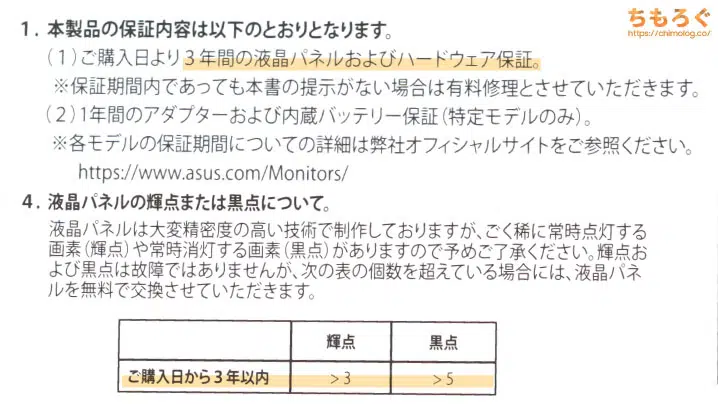 ちもろぐ
https://chimolog.co/
1. 本製品の保証内容は以下のとおりとなります。
(1)ご購入日より3年間の液晶パネルおよびハードウェア保証。
※保証期間内であっても本書の提示がない場合は有料修理とさせていただきます。
(2)1年間のアダプターおよび内蔵バッテリー保証(特定モデルのみ)。
※各モデルの保証期間についての詳細は弊社オフィシャルサイトをご参照ください。
https://www.asus.com/Monitors/
4. 液晶パネルの輝点または黒点について。
液晶パネルは大変精密度の高い技術で制作しておりますが、ごく稀に常時点灯する
画素(輝点)や常時消灯する画素(黒点)がありますので予めご了承ください。輝点お
よび黒点は故障ではありませんが、次の表の個数を超えている場合には、液晶パネ
ルを無料で交換させていただきます。
輝点 黒点
ご購入日から3年以内 >3 >5